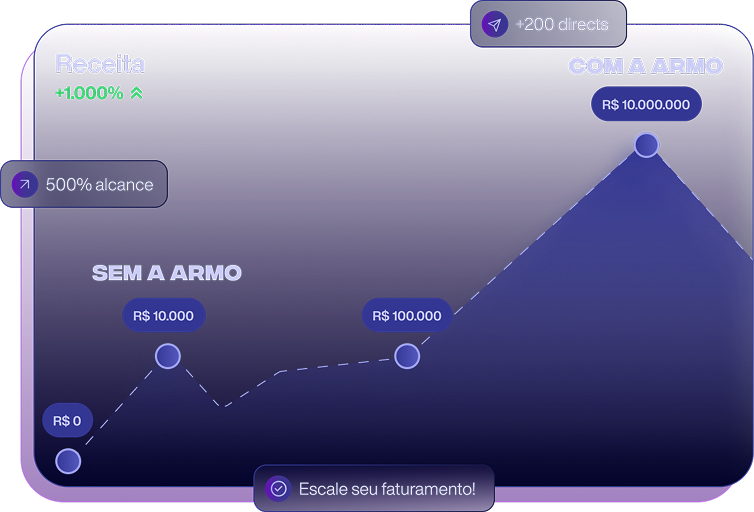 +200 directs
Receita
+1.000%
COM A ARMO
R$ 10.000.000
500% alcance
SEM A ARMO
R$ 10.000
R$ 100.000
R$ 0
Escale seu faturamento!